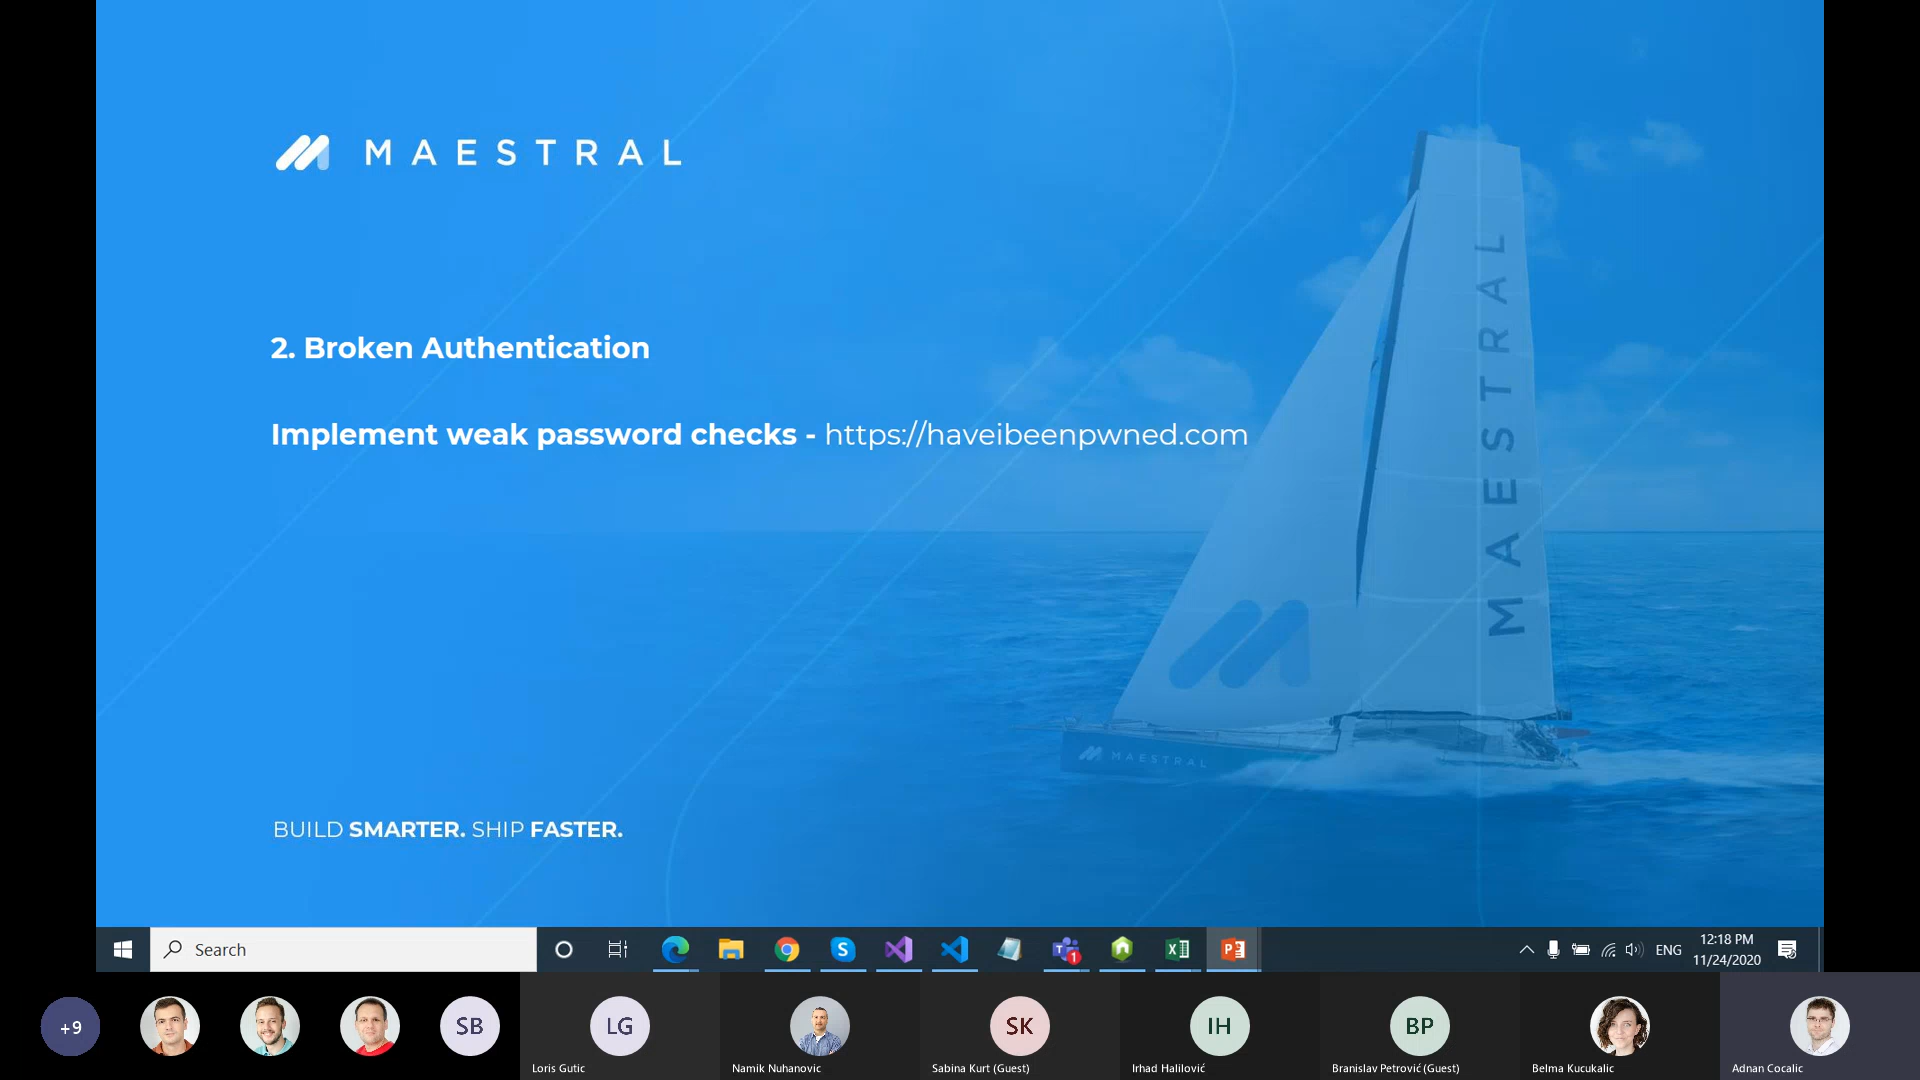 MAESTRAL
2. Broken Authentication
Implement weak password checks - https://haveibeenpwned.com
MAESTRAL
MAESTRAL
BUILD SMARTER. SHIP FASTER.
Search
S
1
X
P
ENG
12:18 PM
11/24/2020
+9
SB
LG
SK
IH
BP
Loris Gutic
Namik Nuhanovic
Sabina Kurt (Guest)
Irhad Halilović
Branislav Petrović (Guest)
Belma Kucukalic
Adnan Cocalic